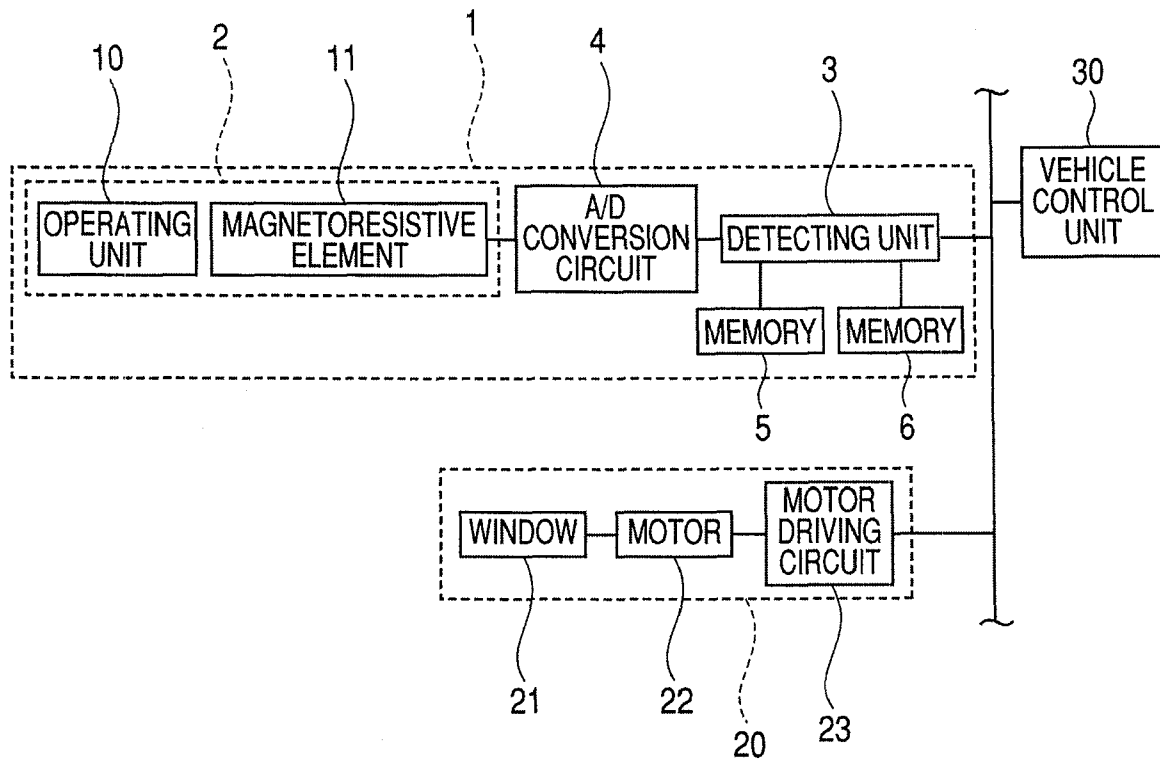 1
2
4
10
11
3
30
OPERATING
UNIT
MAGNETORESISTIVE
ELEMENT
A/D
CONVERSION
CIRCUIT
DETECTING UNIT
VEHICLE
CONTROL
UNIT
MEMORY
MEMORY
5
6
WINDOW
MOTOR
MOTOR
DRIVING
CIRCUIT
21
22
20
23